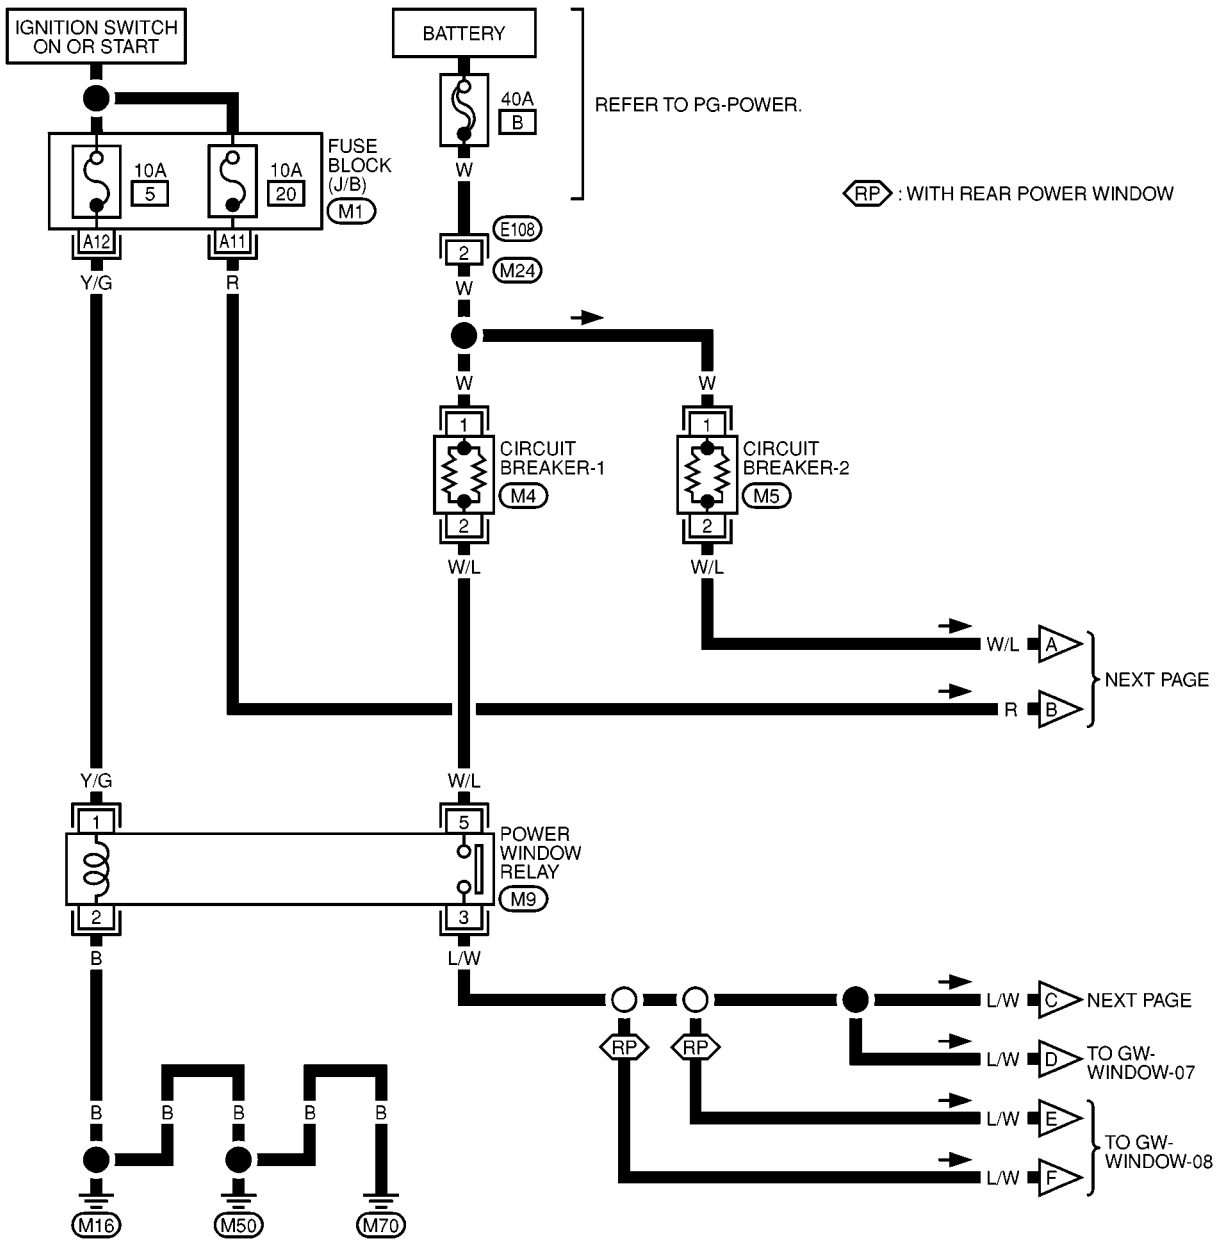 IGNITION SWITCH
ON OR START
BATTERY
40A
B
REFER TO PG-POWER.
FUSE
BLOCK
(J/B)
M1
10A
5
10A
20
W
RP : WITH REAR POWER WINDOW
A12
A11
E108
2
M24
Y/G
R
W
W
W
1
1
CIRCUIT
BREAKER-1
M4
CIRCUIT
BREAKER-2
M5
2
2
W/L
W/L
W/L
A
NEXT PAGE
R
B
Y/G
W/L
1
5
POWER
WINDOW
RELAY
M9
2
3
B
L/W
L/W
C
NEXT PAGE
RP
RP
L/W
D
TO GW-
WINDOW-07
B
B
B
B
B
L/W
E
TO GW-
WINDOW-08
L/W
F
M16
M50
M70